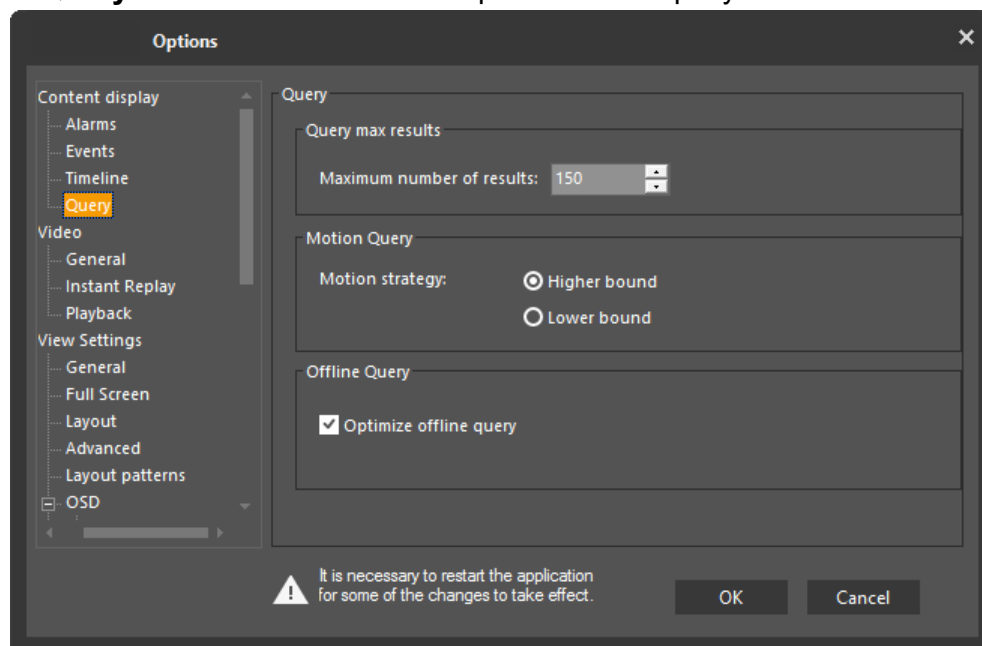 Options
Content display
Alarms
Events
Timeline
Query
Video
General
Instant Replay
Playback
View Settings
General
Full Screen
Layout
Advanced
Layout patterns
OSD
Query
Query max results
Maximum number of results: 150
Motion Query
Motion strategy:
Higher bound
Lower bound
Offline Query
Optimize offline query
It is necessary to restart the application
for some of the changes to take effect.
OK
Cancel